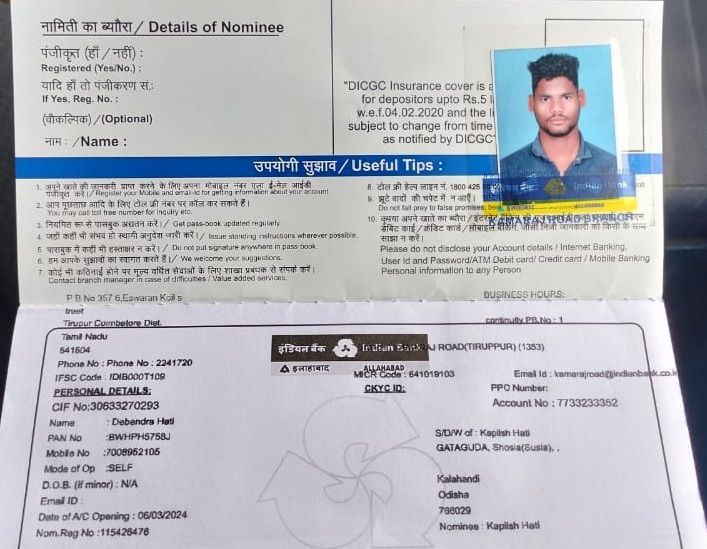 नामिती का ब्यौरा / Details of Nominee
पंजीकृत (हाँ / नहीं) :
Registered (Yes/No.) :
यदि हाँ तो पंजीकरण सं.:
If Yes, Reg. No. :
(वैकल्पिक) /(Optional)
नाम : /Name :
"DICGC Insurance cover is a
for depositors upto Rs.5 l
w.e.f.04.02.2020 and the li
subject to change from time
as notified by DICGC"
उपयोगी सुझाव / Useful Tips :
1. अपने खाते की जानकारी प्राप्त करने के लिए अपना मोबाइल नंबर एवं ई-मेल आईडी
पंजीकृत करें।/ Register your Mobile and email-id for getting information about your account.
2. आप पूछताछ आदि के लिए टोल फ्री नंबर पर कॉल कर सकते हैं।
You may call toll free number for inquiry etc.
3. नियमित रूप से पासबुक अद्यतन करें। / Get pass-book updated regularly.
4. जहाँ कहीं भी संभव हो स्थायी अनुदेश जारी करें। / Issue standing instructions wherever possible.
5. पासबुक में कहीं भी हस्ताक्षर न करें। / Do not put signature anywhere in pass-book.
6. हम आपके सुझावों का स्वागत करते हैं। / We welcome your suggestions.
7. कोई भी कठिनाई होने पर मूल्य वर्धित सेवाओं के लिए शाखा प्रबंधक से संपर्क करें।
Contact branch manager in case of difficulties / Value added services.
8. टोल फ्री हेल्प लाइन नं. 1800 425
9. झूठे वादों की चपेट में न आएं।
Do not fall prey to false promises.
10. कृपया अपने खाते का ब्यौरा / इंटरनेट
डेबिट कार्ड / क्रेडिट कार्ड / मोबाइल बैंकिंग, निजी जानकारी को किसी के साथ
साझा न करें।
Please do not disclose your Account details / Internet Banking,
User Id and Password/ATM Debit card/ Credit card / Mobile Banking
Personal information to any Person
Indian Bank
KAMARAJ ROAD BRANCH
P B No 357 6,Eswaran Koil s
treet
Tirupur Coimbatore Dist.
Tamil Nadu
641604
Phone No : Phone No : 2241720
IFSC Code : IDIB000T109
BUSINESS HOURS:
continuity PB.No : 1
इंडियन बैंक Indian Bank
इलाहाबाद ALLAHABAD
RAJ ROAD(TIRUPPUR) (1353)
MICR Code : 641019103
Email Id : kamarajroad@indianbank.co.in
CKYC ID:
PPO Number:
Account No : 7733233352
PERSONAL DETAILS:
CIF No:30633270293
Name : Debendra Hati
PAN No :BWHPH5758J
Mobile No :7008952105
Mode of Op :SELF
D.O.B. (if minor) : N/A
Email ID :
Date of A/C Opening : 06/03/2024
Nom.Reg No :115426476
S/D/W of : Kapilsh Hati
GATAGUDA, Shosia(Susia), .
Kalahandi
Odisha
766029
Nominee : Kapilsh Hati